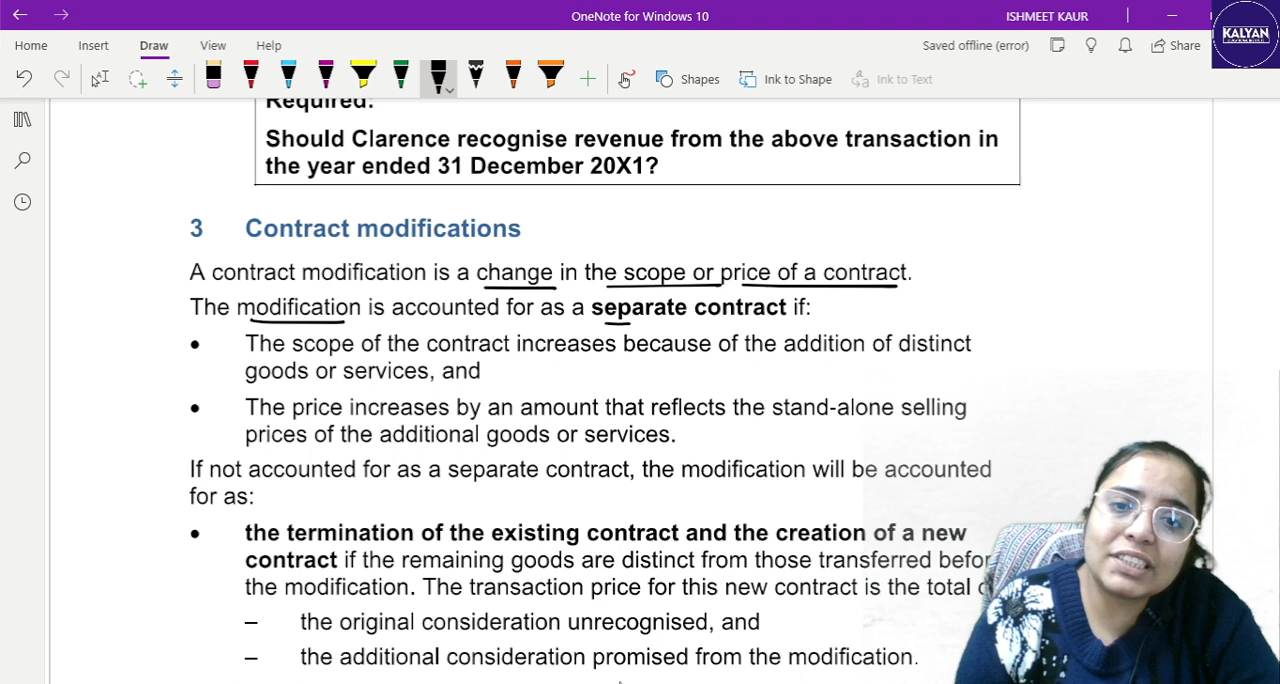 OneNote for Windows 10
ISHMEET KAUR
KALYAN
Home Insert Draw View Help
Saved offline (error)
Share
Shapes
Ink to Shape
Ink to Text
Required:
Should Clarence recognise revenue from the above transaction in
the year ended 31 December 20X1?
3 Contract modifications
A contract modification is a change in the scope or price of a contract.
The modification is accounted for as a separate contract if:
• The scope of the contract increases because of the addition of distinct
goods or services, and
• The price increases by an amount that reflects the stand-alone selling
prices of the additional goods or services.
If not accounted for as a separate contract, the modification will be accounted
for as:
• the termination of the existing contract and the creation of a new
contract if the remaining goods are distinct from those transferred
the modification. The transaction price for this new contract is the total
– the original consideration unrecognised, and
– the additional consideration promised from the modification.